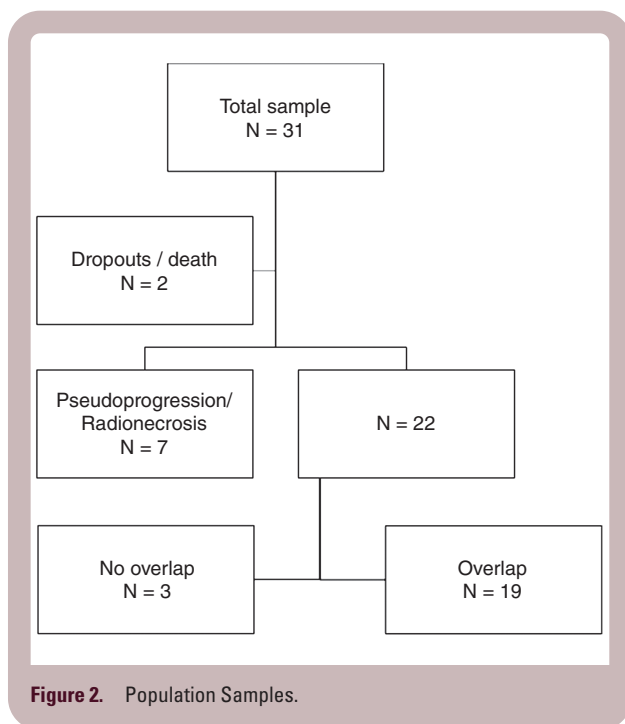 Total sample
N = 31
Dropouts / death
N = 2
Pseudoprogression/
Radionecrosis
N = 7
N = 22
No overlap
N = 3
Overlap
N = 19
Figure 2. Population Samples.